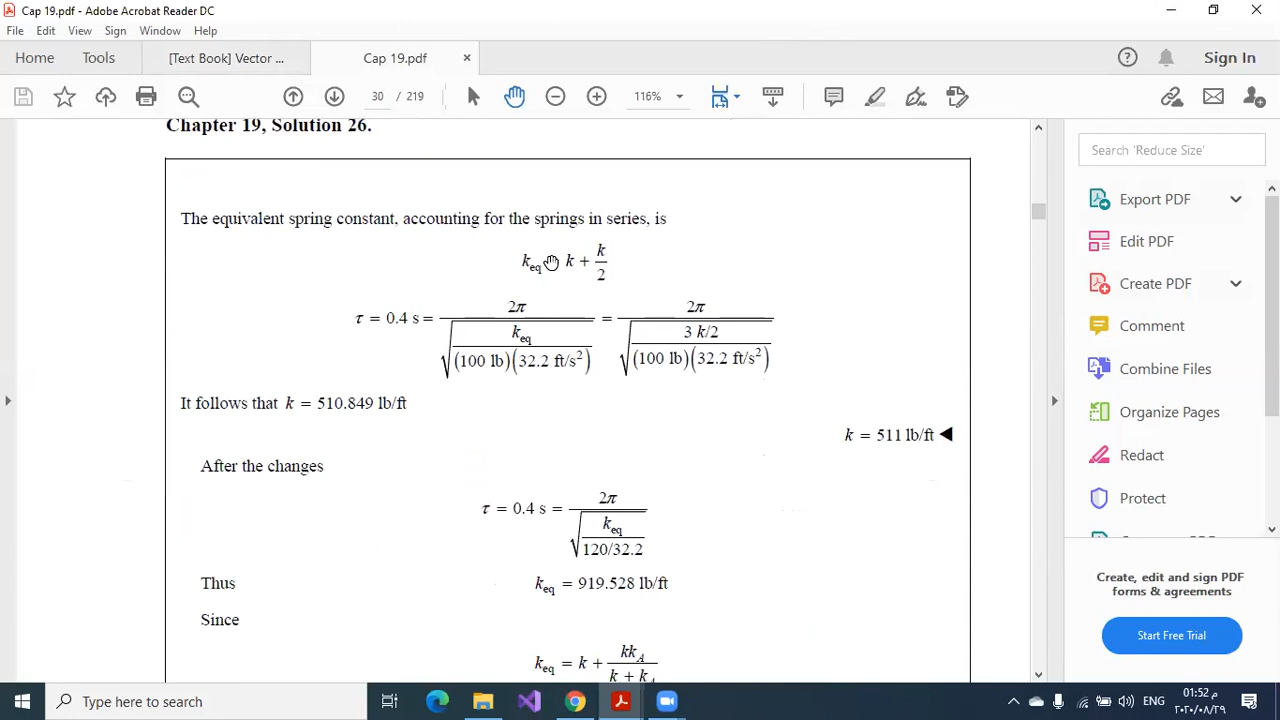 Cap 19.pdf - Adobe Acrobat Reader DC
File Edit View Sign Window Help
Home Tools [Text Book] Vector ... Cap 19.pdf × Sign In
30 / 219 116%
Chapter 19, Solution 26.
The equivalent spring constant, accounting for the springs in series, is
k_eq k + k/2
τ = 0.4 s = 2π / √(k_eq / (100 lb)(32.2 ft/s²)) = 2π / √((3 k/2) / (100 lb)(32.2 ft/s²))
It follows that k = 510.849 lb/ft
k = 511 lb/ft ◀
After the changes
τ = 0.4 s = 2π / √(k_eq / (120/32.2))
Thus k_eq = 919.528 lb/ft
Since
k_eq = k + kk_A / (k + k_A)
Search 'Reduce Size'
Export PDF
Edit PDF
Create PDF
Comment
Combine Files
Organize Pages
Redact
Protect
Create, edit and sign PDF
forms & agreements
Start Free Trial
Type here to search
ENG
01:52 م
٢٠٢٠/٠٨/٢٩